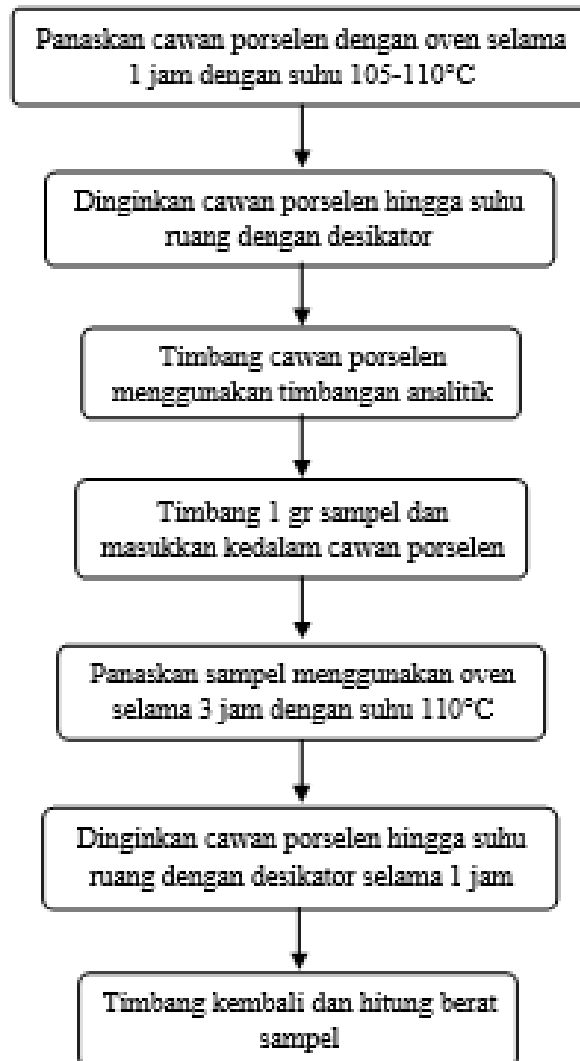 Panaskan cawan porselen dengan oven selama
1 jam dengan suhu 105-110°C
Dinginkan cawan porselen hingga suhu
ruang dengan desikator
Timbang cawan porselen
menggunakan timbangan analitik
Timbang 1 gr sampel dan
masukkan kedalam cawan porselen
Panaskan sampel menggunakan oven
selama 3 jam dengan suhu 110°C
Dinginkan cawan porselen hingga suhu
ruang dengan desikator selama 1 jam
Timbang kembali dan hitung berat
sampel